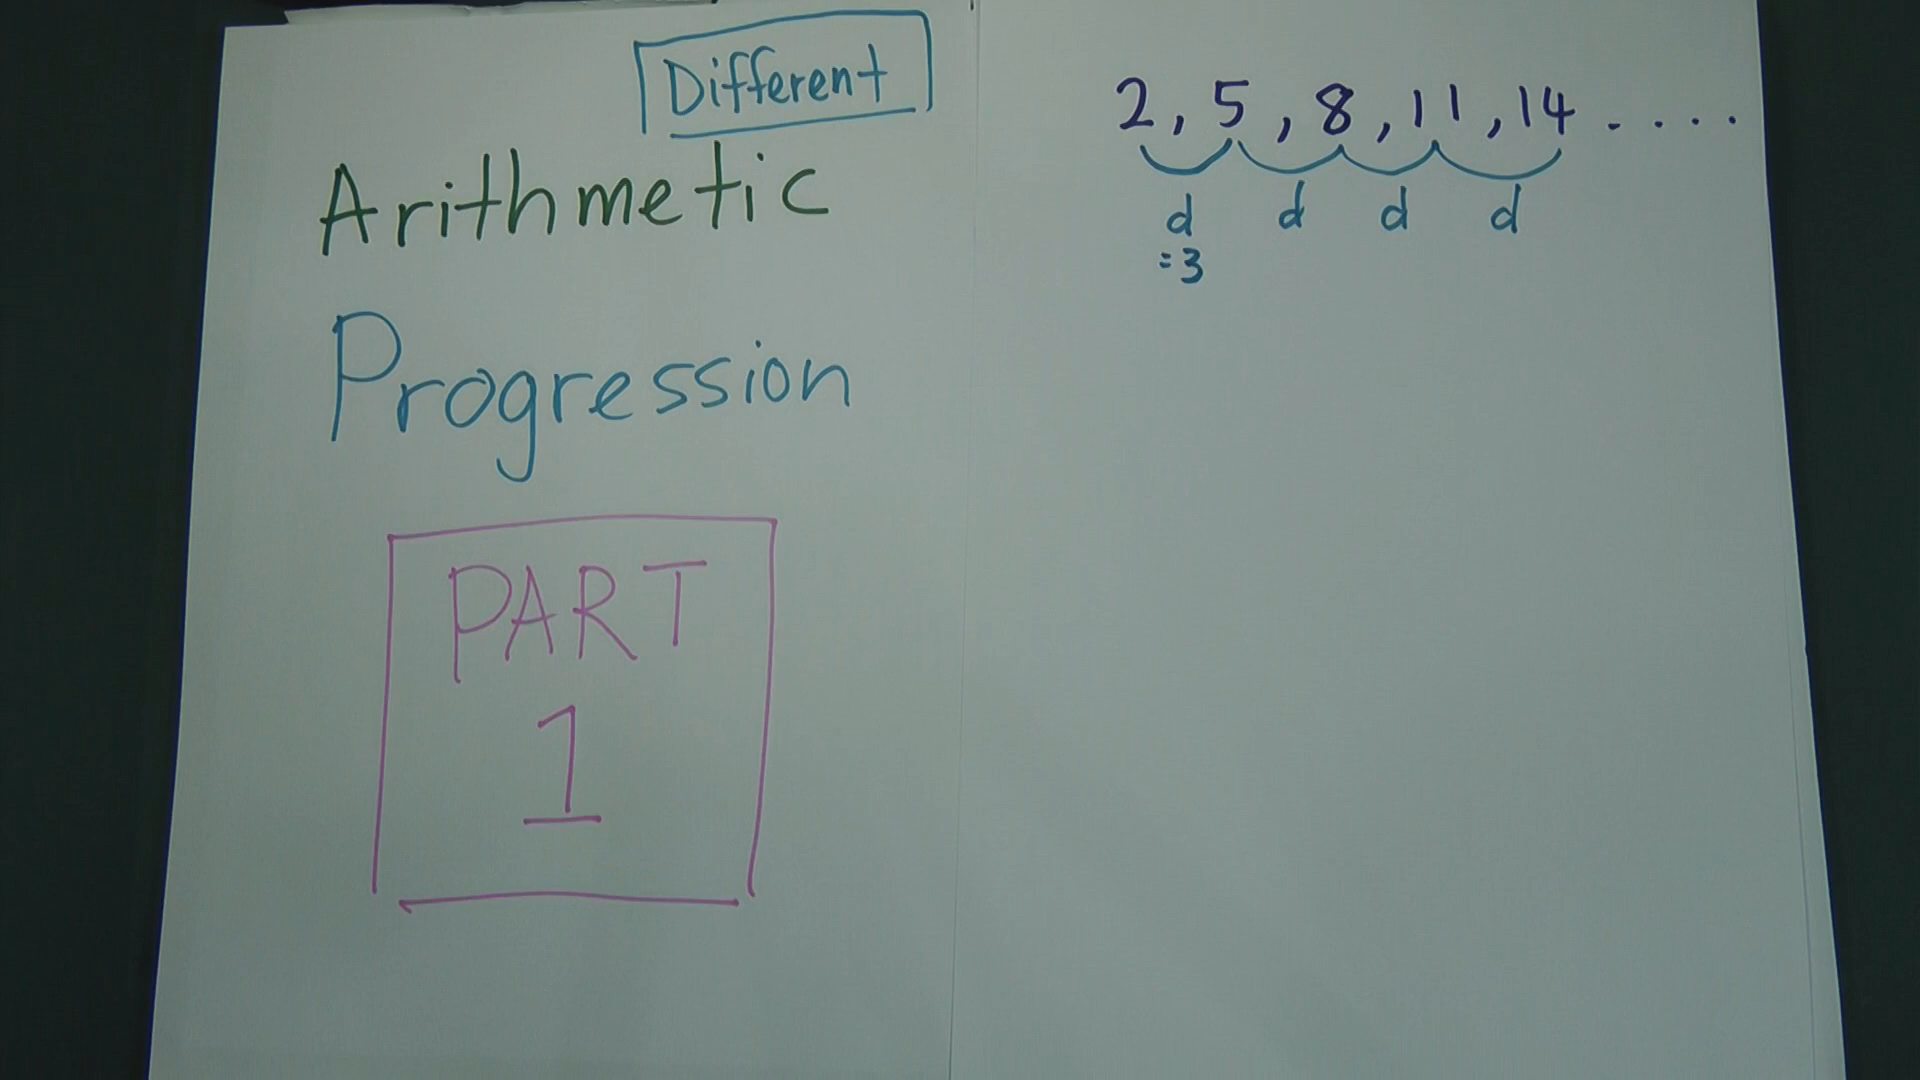 Different
Arithmetic
Progression
PART
1
2, 5, 8, 11, 14 . . . .
d d d d
=3